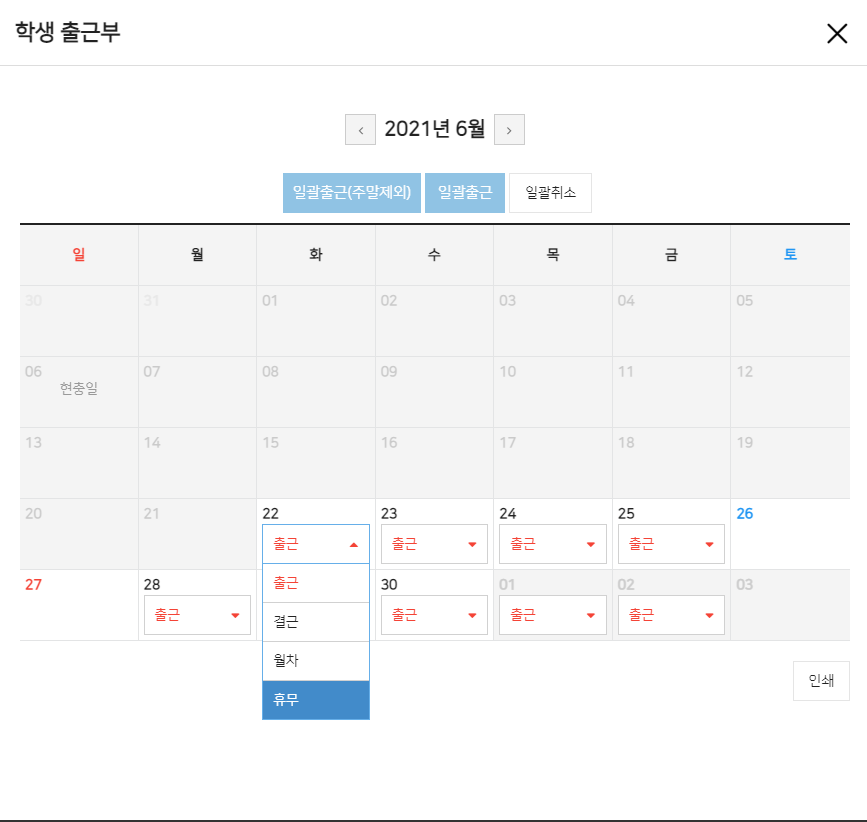 학생 출근부
2021년 6월
일괄출근(주말제외) 일괄출근 일괄취소
일 월 화 수 목 금 토
30 31 01 02 03 04 05
06 07 08 09 10 11 12
현충일
13 14 15 16 17 18 19
20 21 22 23 24 25 26
출근 출근 출근 출근
27 28 30 01 02 03
출근 출근 출근 출근
출근
결근
월차
휴무
인쇄